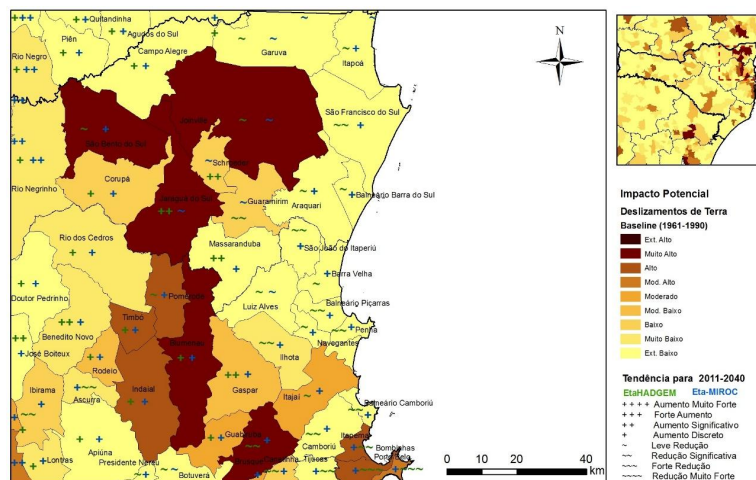 Quitandinha
Piên
Agudos do Sul
Campo Alegre
Garuva
Itapoá
Rio Negro
São Francisco do Sul
Joinville
São Bento do Sul
Schroeder
Corupá
Rio Negrinho
Jaraguá do Sul
Guaramirim
Balneário Barra do Sul
Araquari
Rio dos Cedros
Massaranduba
São João do Itaperiú
Barra Velha
Doutor Pedrinho
Pomerode
Luiz Alves
Balneário Piçarras
Timbó
Penha
Benedito Novo
Navegantes
José Boiteux
Blumenau
Ilhota
Rodeio
Ibirama
Ascurra
Indaial
Gaspar
Itajaí
Balneário Camboriú
Guabiruba
Itapema
Camboriú
Bombinhas
Lontras
Apiúna
Presidente Nereu
Botuverá
Brusque
Canelinha
Tijucas
Porto Belo
N
0 10 20 40
km
Impacto Potencial
Deslizamentos de Terra
Baseline (1961-1990)
Ext. Alto
Muito Alto
Alto
Mod. Alto
Moderado
Mod. Baixo
Baixo
Muito Baixo
Ext. Baixo
Tendência para 2011-2040
EtaHADGEM Eta-MIROC
++++ Aumento Muito Forte
+++ Forte Aumento
++ Aumento Significativo
+ Aumento Discreto
~ Leve Redução
~~ Redução Significativa
~~~ Forte Redução
~~~~ Redução Muito Forte